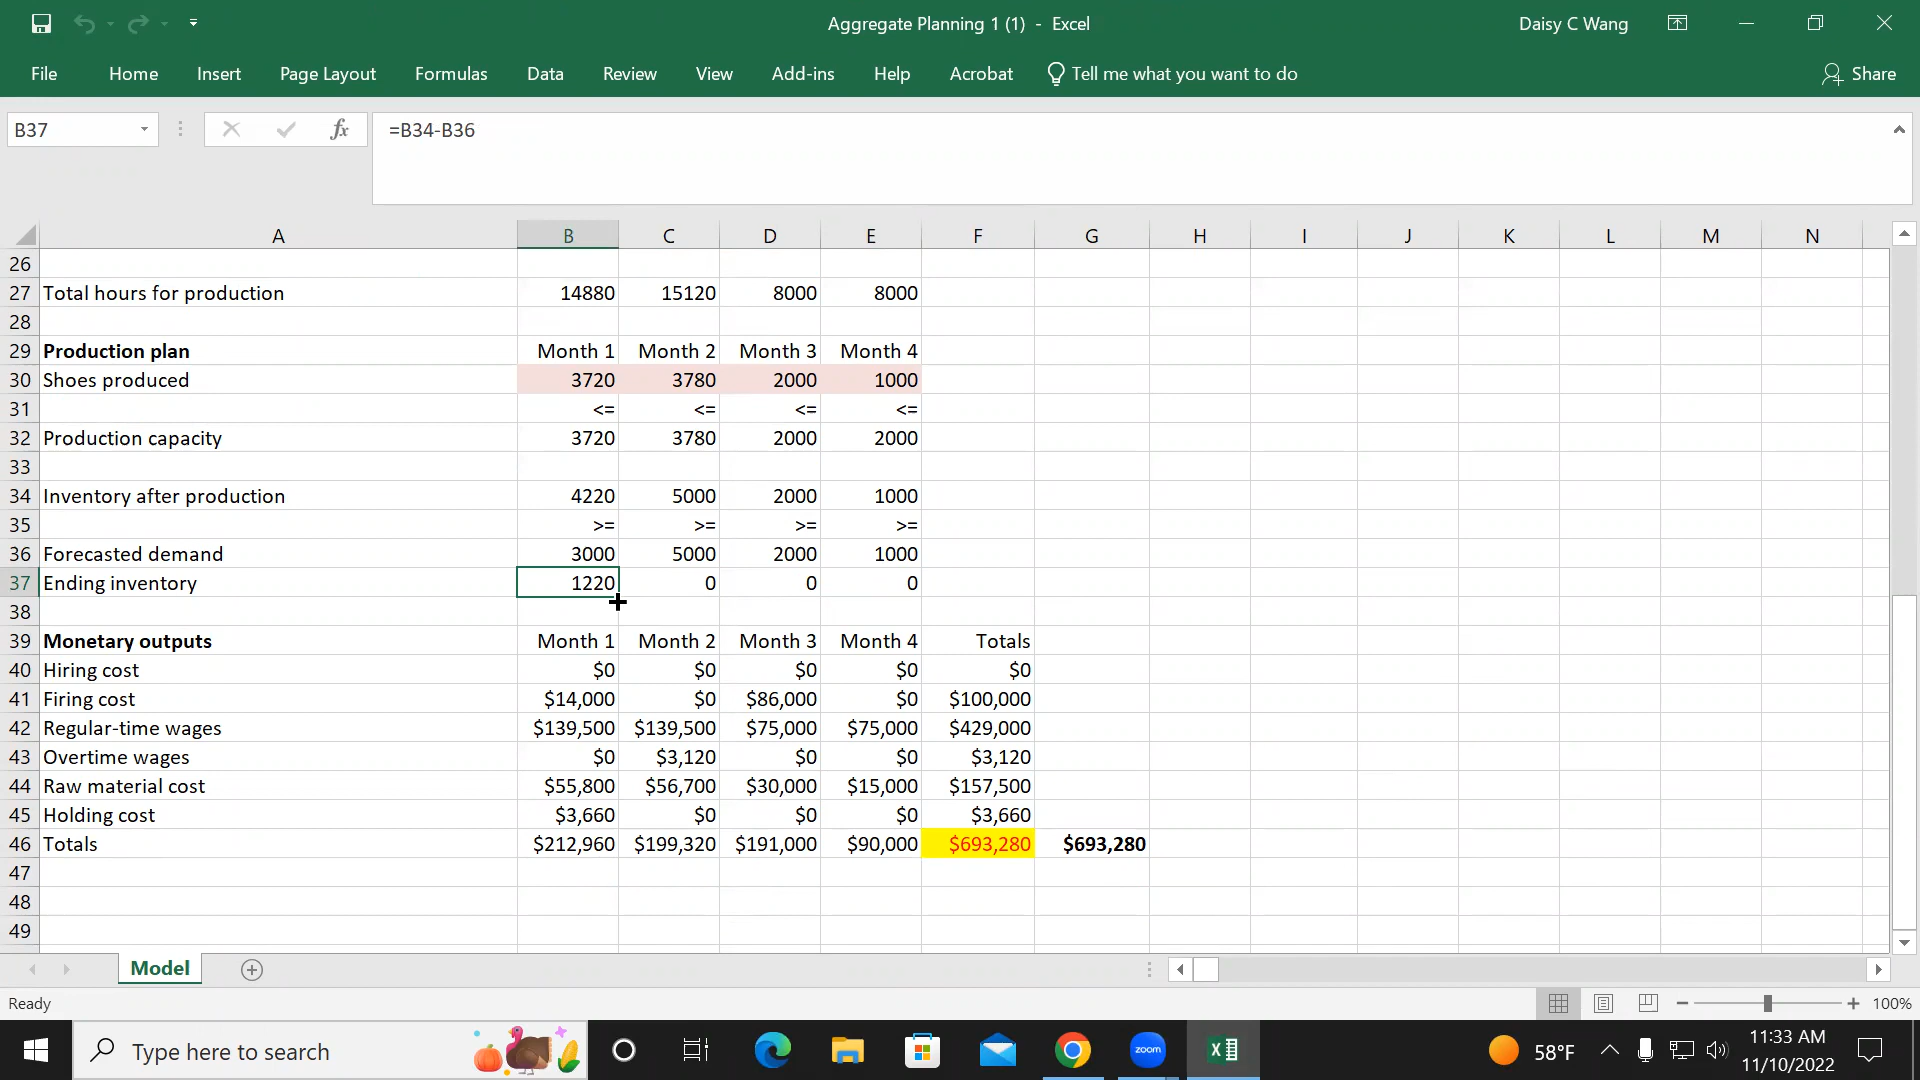 Aggregate Planning 1 (1) - Excel
Daisy C Wang
File Home Insert Page Layout Formulas Data Review View Add-ins Help Acrobat Tell me what you want to do Share
B37 fx =B34-B36
A B C D E F G H I J K L M N
26
27 Total hours for production 14880 15120 8000 8000
28
29 Production plan Month 1 Month 2 Month 3 Month 4
30 Shoes produced 3720 3780 2000 1000
31 <= <= <= <=
32 Production capacity 3720 3780 2000 2000
33
34 Inventory after production 4220 5000 2000 1000
35 >= >= >= >=
36 Forecasted demand 3000 5000 2000 1000
37 Ending inventory 1220 0 0 0
38
39 Monetary outputs Month 1 Month 2 Month 3 Month 4 Totals
40 Hiring cost $0 $0 $0 $0 $0
41 Firing cost $14,000 $0 $86,000 $0 $100,000
42 Regular-time wages $139,500 $139,500 $75,000 $75,000 $429,000
43 Overtime wages $0 $3,120 $0 $0 $3,120
44 Raw material cost $55,800 $56,700 $30,000 $15,000 $157,500
45 Holding cost $3,660 $0 $0 $0 $3,660
46 Totals $212,960 $199,320 $191,000 $90,000 $693,280 $693,280
47
48
49
Model
Ready
100%
Type here to search
zoom
58°F
11:33 AM
11/10/2022